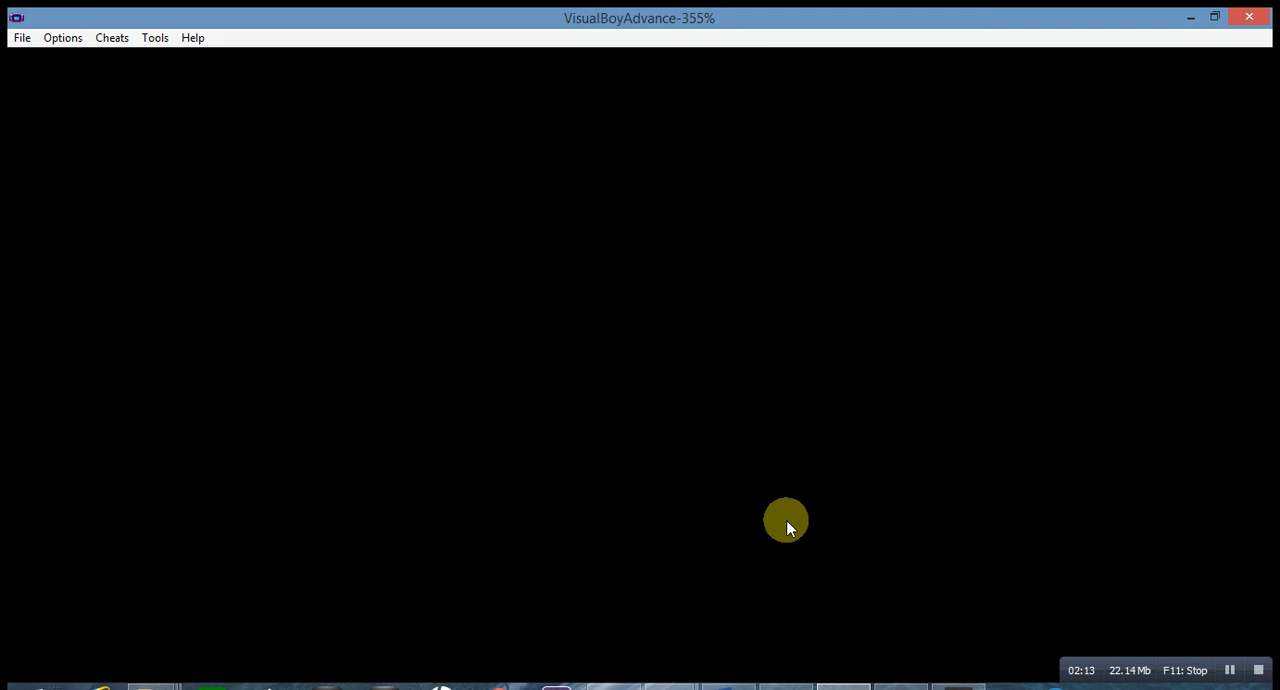 VisualBoyAdvance-355%
File Options Cheats Tools Help
02:13 22.14 Mb F11: Stop